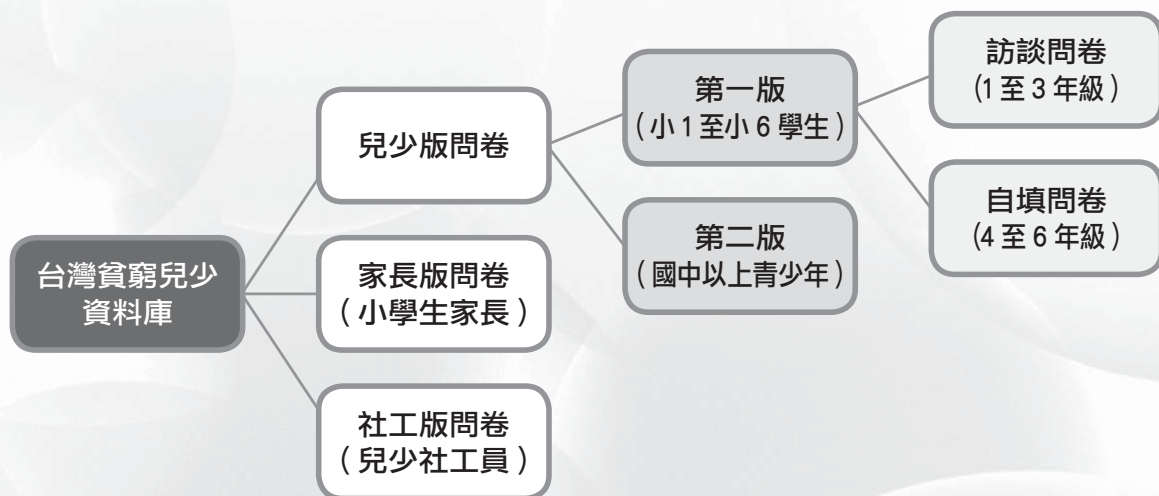 台灣貧窮兒少
資料庫
兒少版問卷
家長版問卷
（小學生家長）
社工版問卷
（兒少社工員）
第一版
（小 1 至小 6 學生）
第二版
（國中以上青少年）
訪談問卷
(1 至 3 年級）
自填問卷
(4 至 6 年級）